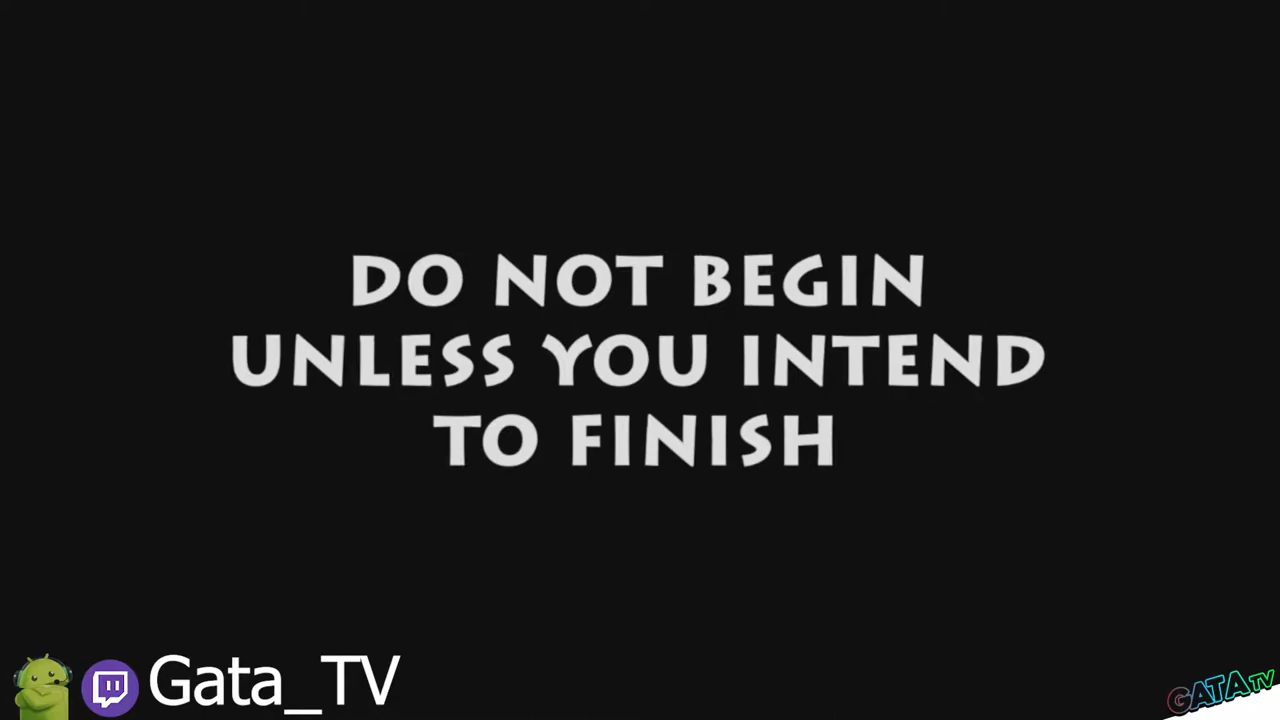 DO NOT BEGIN
UNLESS YOU INTEND
TO FINISH
Gata_TV
GATA TV